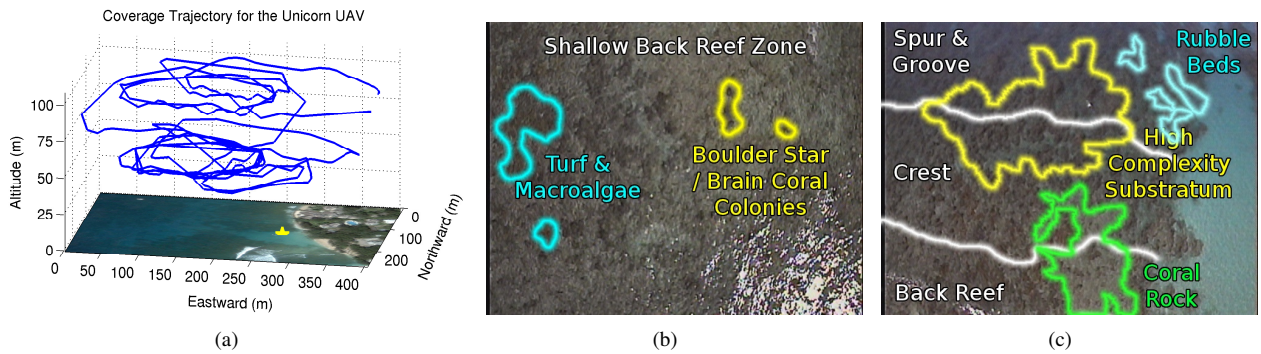 Coverage Trajectory for the Unicorn UAV
Altitude (m)
100
75
50
25
0
0
50
100
150
200
250
300
350
400
Eastward (m)
0
100
200
Northward (m)
(a)
Shallow Back Reef Zone
Turf &
Macroalgae
Boulder Star
/ Brain Coral
Colonies
(b)
Spur &
Groove
Rubble
Beds
High
Complexity
Substratum
Crest
Coral
Rock
Back Reef
(c)